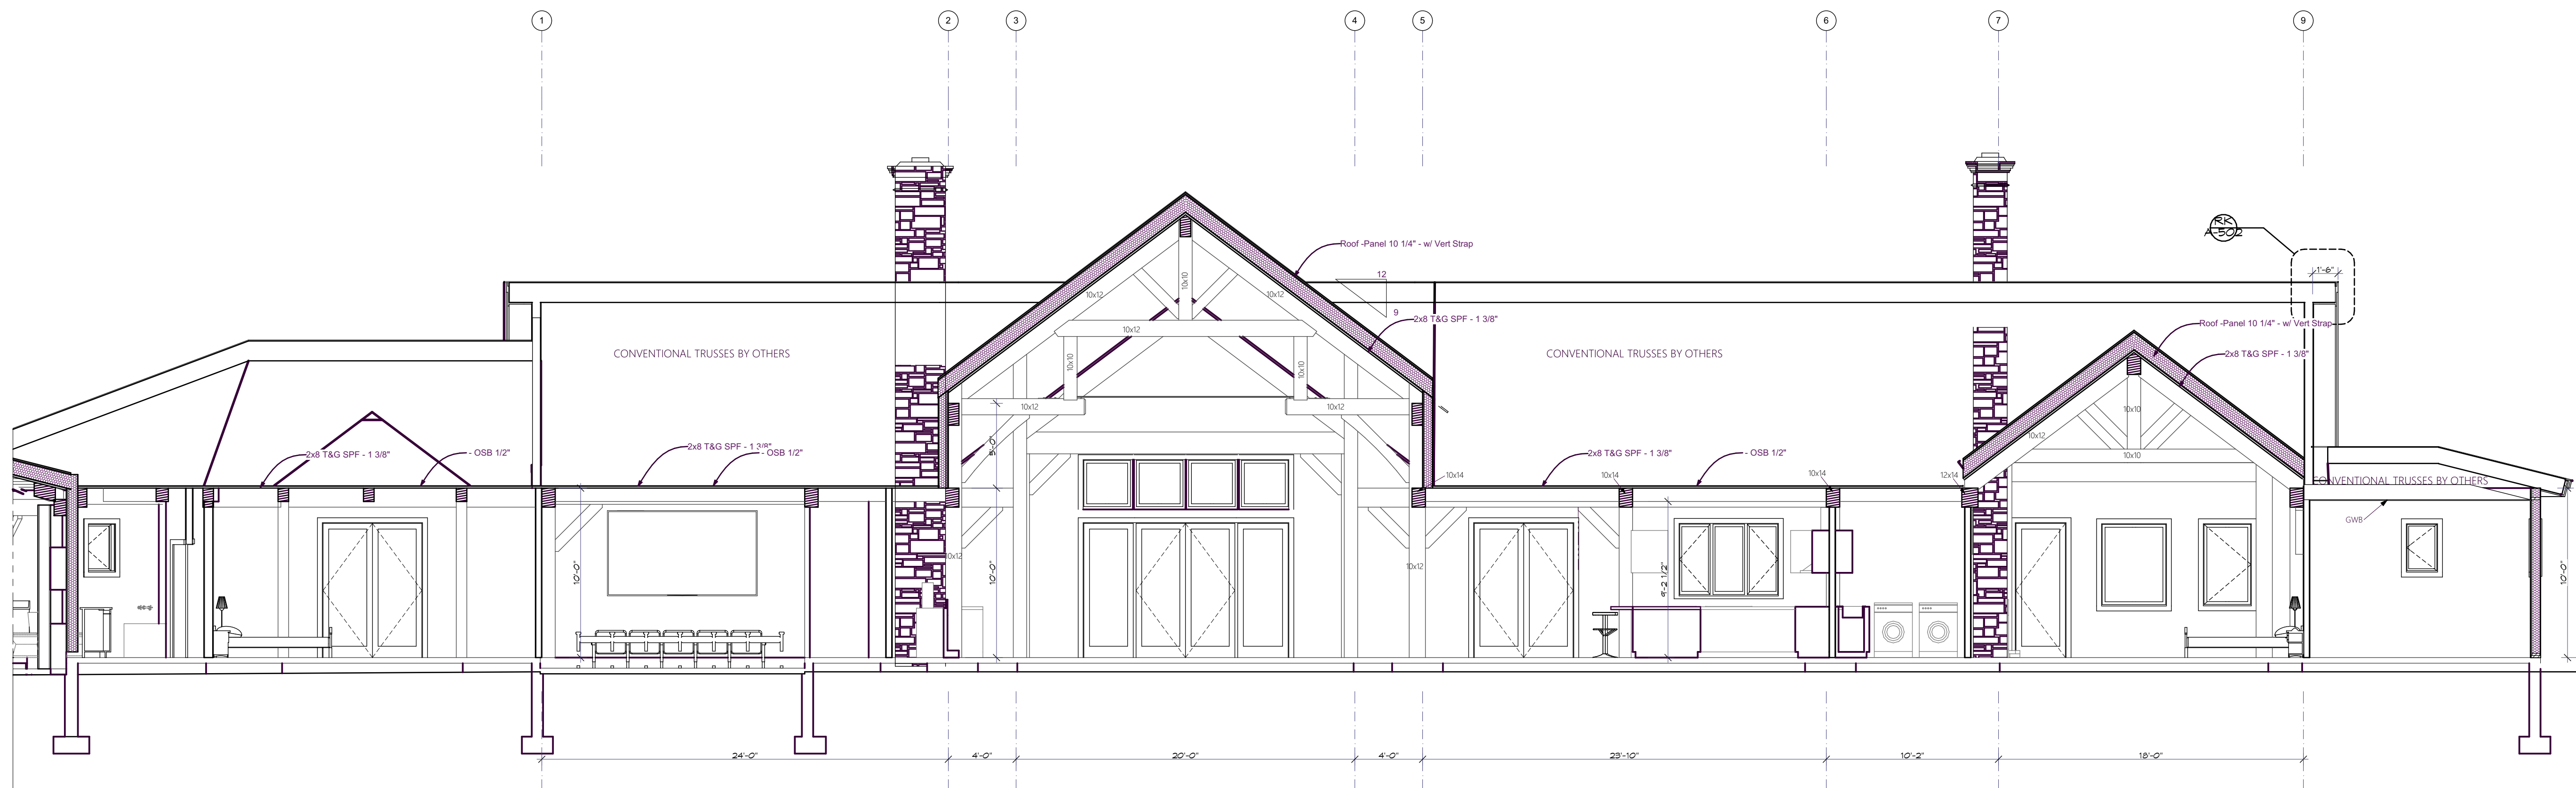 1
2
3
4
5
6
7
9
RK
A-502
1'-6"
Roof -Panel 10 1/4" - w/ Vert Strap
12
9
2x8 T&G SPF - 1 3/8"
10x10
10x12
10x12
10x12
10x10
10x10
10x12
10x12
CONVENTIONAL TRUSSES BY OTHERS
CONVENTIONAL TRUSSES BY OTHERS
Roof -Panel 10 1/4" - w/ Vert Strap
2x8 T&G SPF - 1 3/8"
10x10
10x12
10x10
2x8 T&G SPF - 1 3/8"
- OSB 1/2"
2x8 T&G SPF - 1 3/8"
- OSB 1/2"
2x8 T&G SPF - 1 3/8"
- OSB 1/2"
10x14
10x14
10x14
12x14
CONVENTIONAL TRUSSES BY OTHERS
GWB
10'-0"
10'-0"
10x12
10x12
9'-2 1/2"
10'-0"
24'-0"
4'-0"
20'-0"
4'-0"
23'-10"
10'-2"
18'-0"